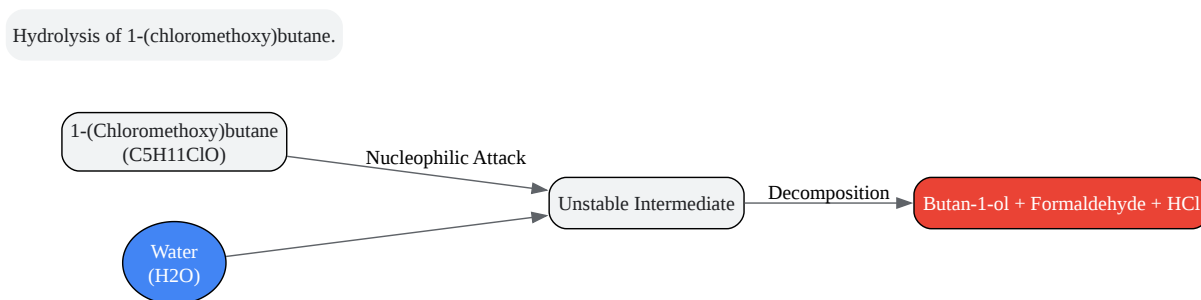 Hydrolysis of 1-(chloromethoxy)butane.
1-(Chloromethoxy)butane
(C5H11ClO)
Nucleophilic Attack
Water
(H2O)
Unstable Intermediate
Decomposition
Butan-1-ol + Formaldehyde + HCl